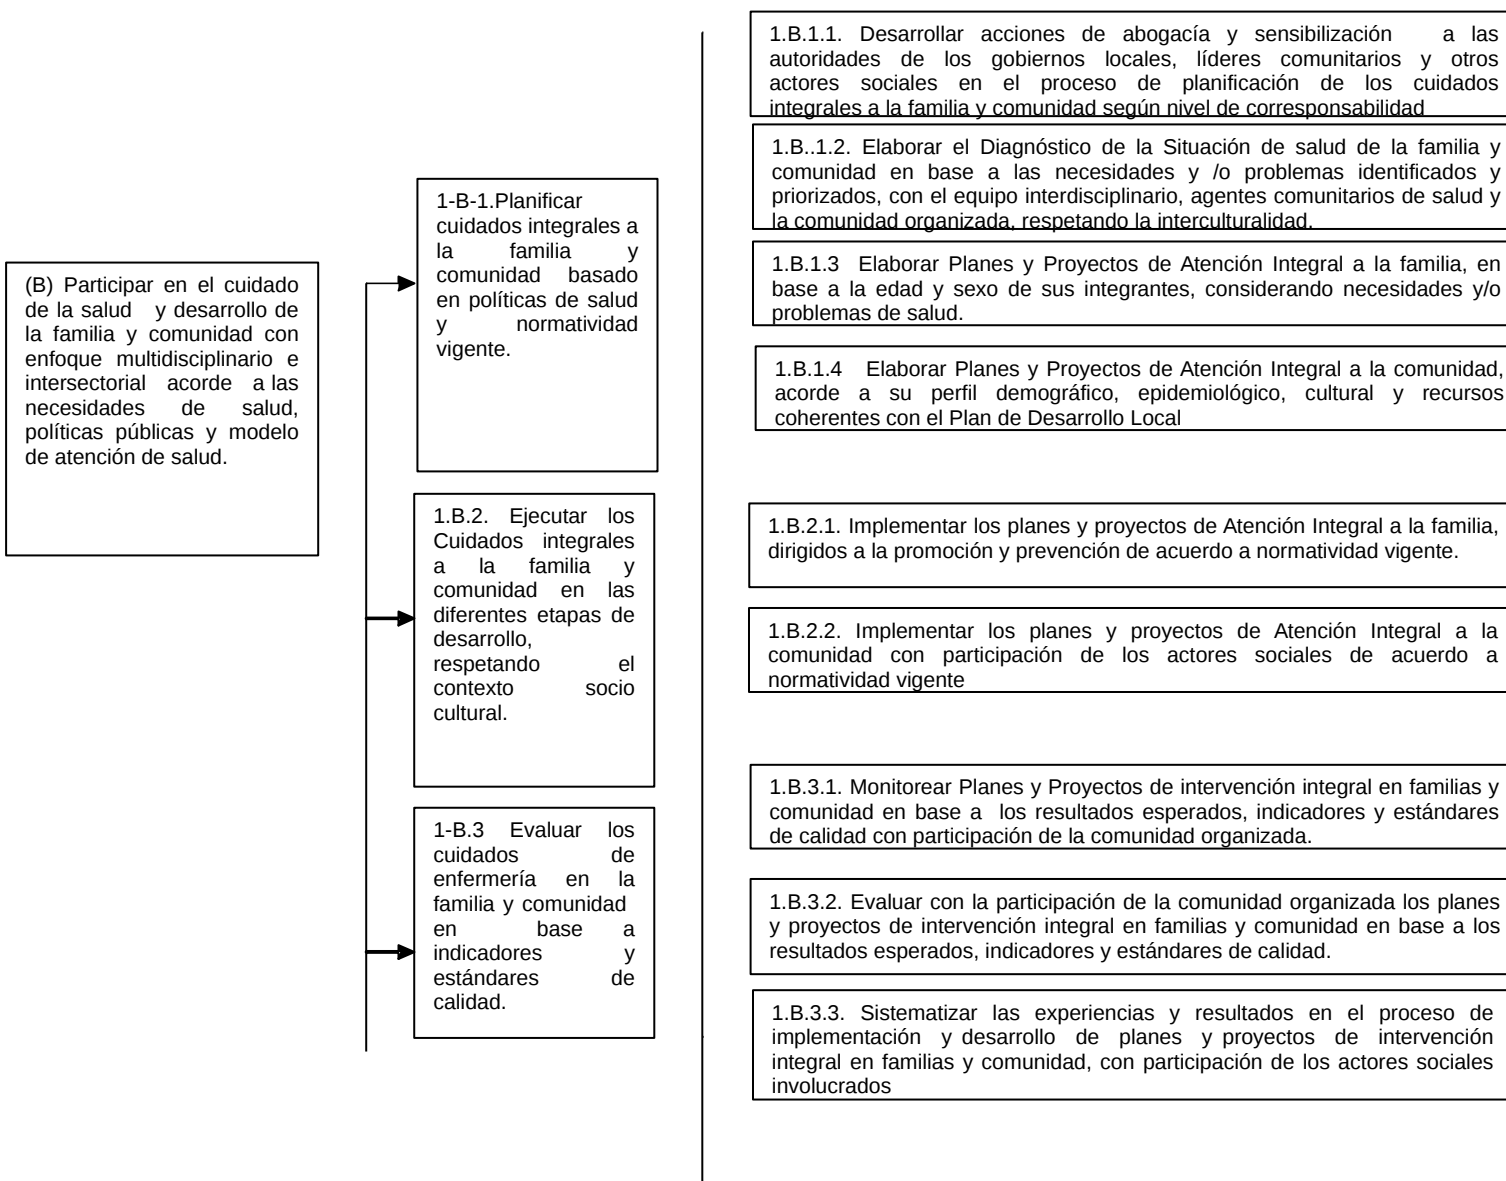 (B) Participar en el cuidado
de la salud y desarrollo de
la familia y comunidad con
enfoque multidisciplinario e
intersectorial acorde a las
necesidades de salud,
políticas públicas y modelo
de atención de salud.
1-B-1.Planificar
cuidados integrales a
la familia y
comunidad basado
en políticas de salud
y normatividad
vigente.
1.B.2. Ejecutar los
Cuidados integrales
a la familia y
comunidad en las
diferentes etapas de
desarrollo,
respetando el
contexto socio
cultural.
1-B.3 Evaluar los
cuidados de
enfermería en la
familia y comunidad
en base a
indicadores y
estándares de
calidad.
1.B.1.1. Desarrollar acciones de abogacía y sensibilización a las
autoridades de los gobiernos locales, líderes comunitarios y otros
actores sociales en el proceso de planificación de los cuidados
integrales a la familia y comunidad según nivel de corresponsabilidad
1.B..1.2. Elaborar el Diagnóstico de la Situación de salud de la familia y
comunidad en base a las necesidades y /o problemas identificados y
priorizados, con el equipo interdisciplinario, agentes comunitarios de salud y
la comunidad organizada, respetando la interculturalidad.
1.B.1.3 Elaborar Planes y Proyectos de Atención Integral a la familia, en
base a la edad y sexo de sus integrantes, considerando necesidades y/o
problemas de salud.
1.B.1.4 Elaborar Planes y Proyectos de Atención Integral a la comunidad,
acorde a su perfil demográfico, epidemiológico, cultural y recursos
coherentes con el Plan de Desarrollo Local
1.B.2.1. Implementar los planes y proyectos de Atención Integral a la familia,
dirigidos a la promoción y prevención de acuerdo a normatividad vigente.
1.B.2.2. Implementar los planes y proyectos de Atención Integral a la
comunidad con participación de los actores sociales de acuerdo a
normatividad vigente
1.B.3.1. Monitorear Planes y Proyectos de intervención integral en familias y
comunidad en base a los resultados esperados, indicadores y estándares
de calidad con participación de la comunidad organizada.
1.B.3.2. Evaluar con la participación de la comunidad organizada los planes
y proyectos de intervención integral en familias y comunidad en base a los
resultados esperados, indicadores y estándares de calidad.
1.B.3.3. Sistematizar las experiencias y resultados en el proceso de
implementación y desarrollo de planes y proyectos de intervención
integral en familias y comunidad, con participación de los actores sociales
involucrados